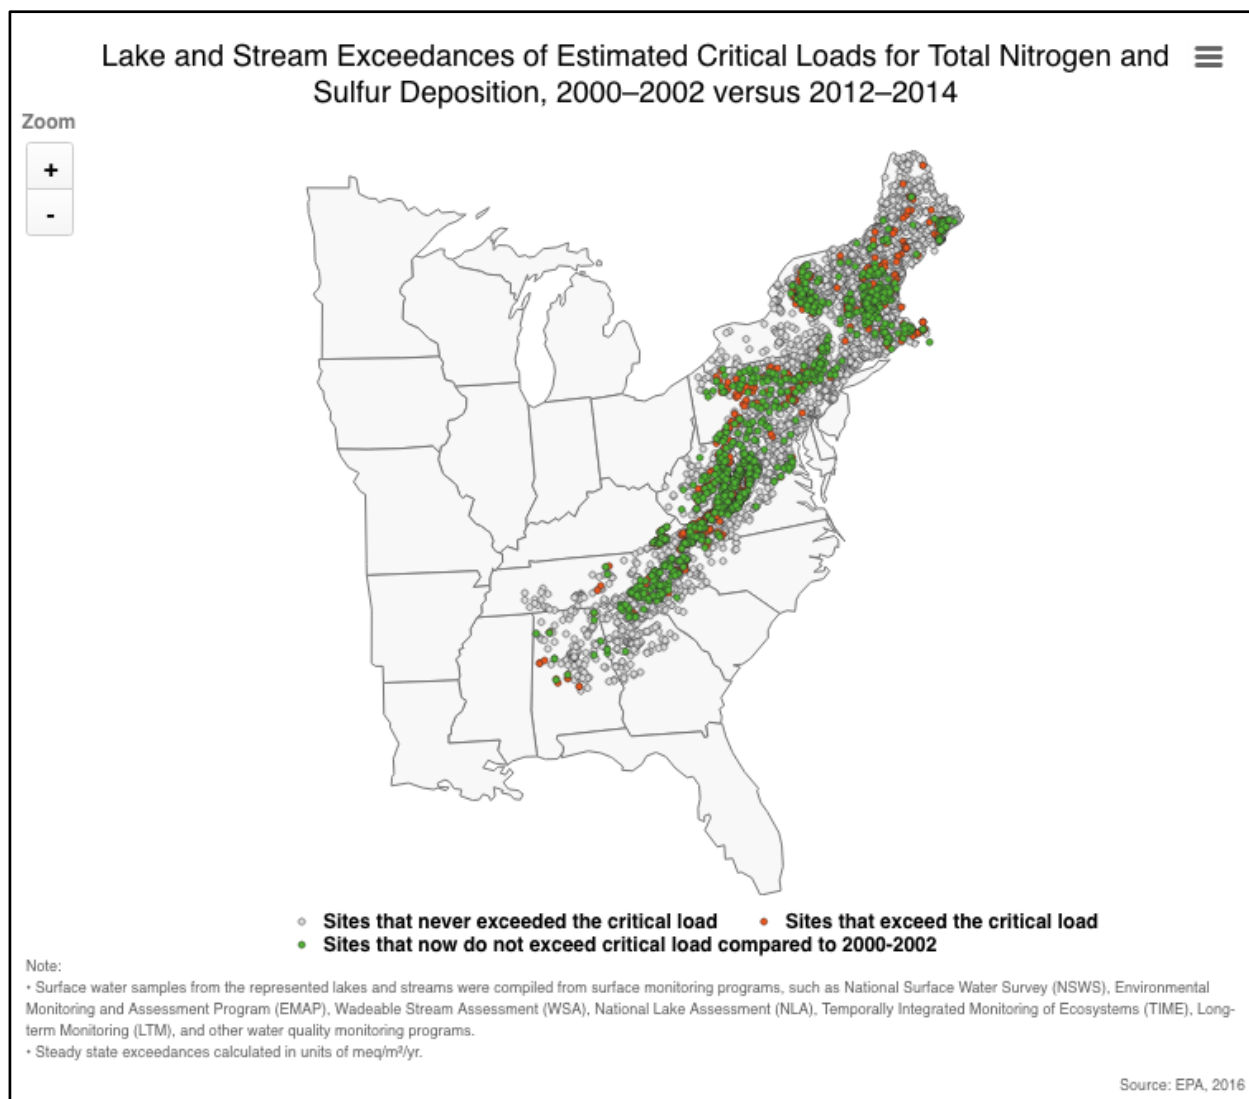 Lake and Stream Exceedances of Estimated Critical Loads for Total Nitrogen and
Sulfur Deposition, 2000–2002 versus 2012–2014
Zoom
+
-
Sites that never exceeded the critical load
Sites that exceed the critical load
Sites that now do not exceed critical load compared to 2000-2002
Note:
• Surface water samples from the represented lakes and streams were compiled from surface monitoring programs, such as National Surface Water Survey (NSWS), Environmental
Monitoring and Assessment Program (EMAP), Wadeable Stream Assessment (WSA), National Lake Assessment (NLA), Temporally Integrated Monitoring of Ecosystems (TIME), Long-
term Monitoring (LTM), and other water quality monitoring programs.
• Steady state exceedances calculated in units of meq/m²/yr.
Source: EPA, 2016